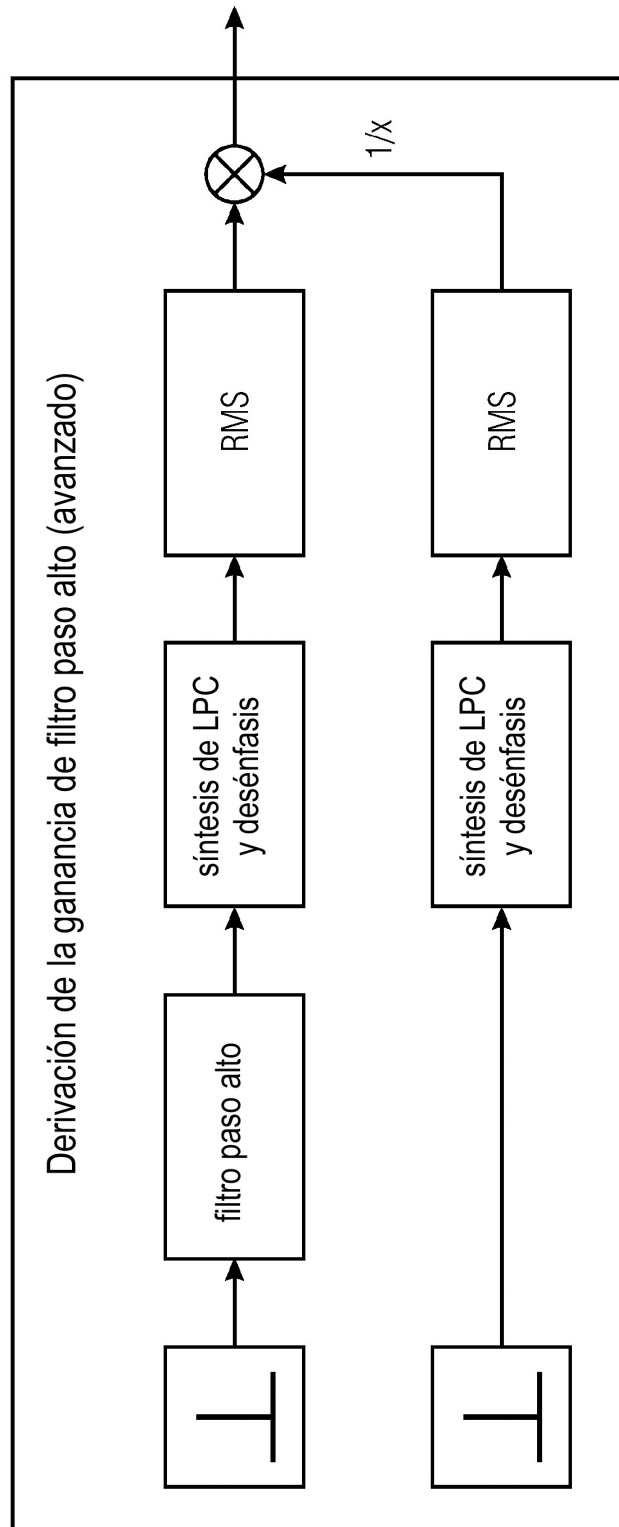 Derivación de la ganancia de filtro paso alto (avanzado)
filtro paso alto
síntesis de LPC
y desénfasis
RMS
1/x
síntesis de LPC
y desénfasis
RMS